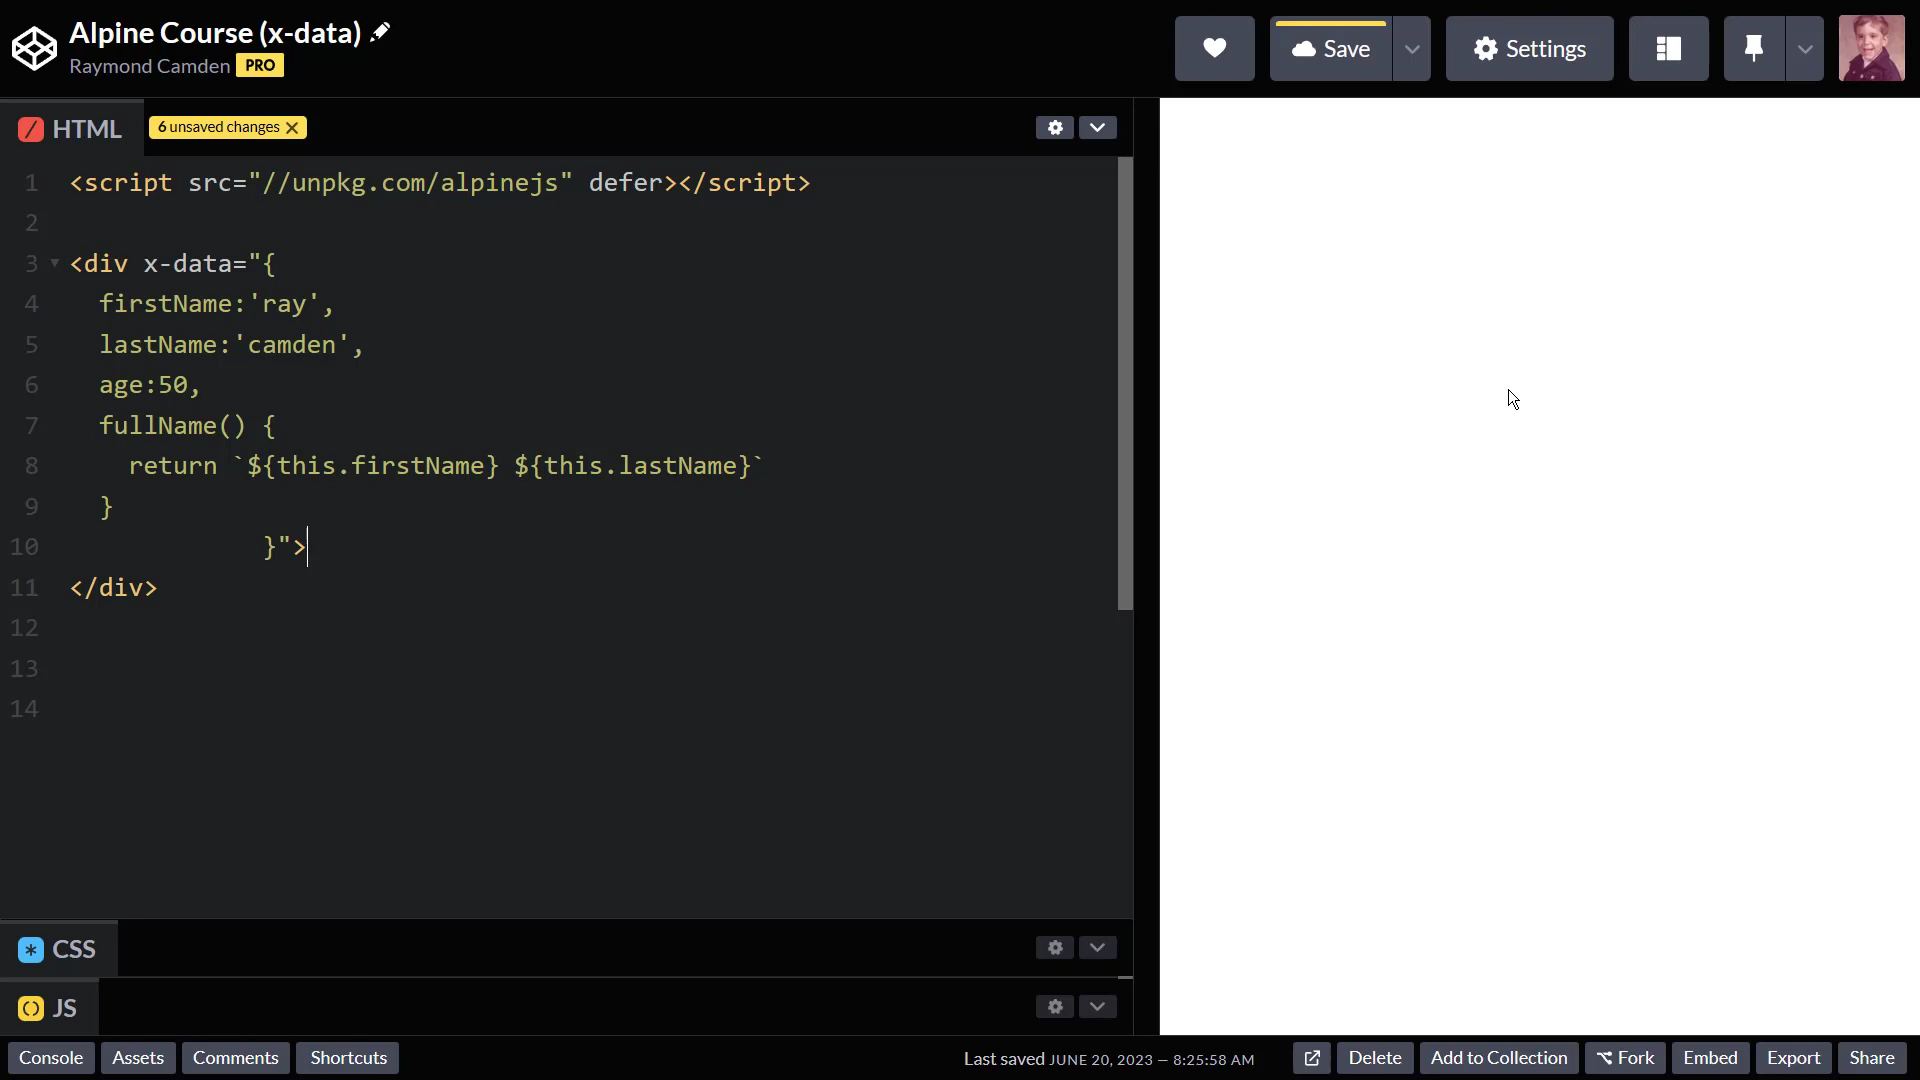 Alpine Course (x-data)
Raymond Camden PRO
Save
Settings
HTML
6 unsaved changes
1 <script src="//unpkg.com/alpinejs" defer></script>
2
3 <div x-data="{
4   firstName:'ray',
5   lastName:'camden',
6   age:50,
7   fullName() {
8     return `${this.firstName} ${this.lastName}`
9   }
10              }">
11 </div>
12
13
14
CSS
JS
Console Assets Comments Shortcuts Last saved JUNE 20, 2023 — 8:25:58 AM Delete Add to Collection Fork Embed Export Share